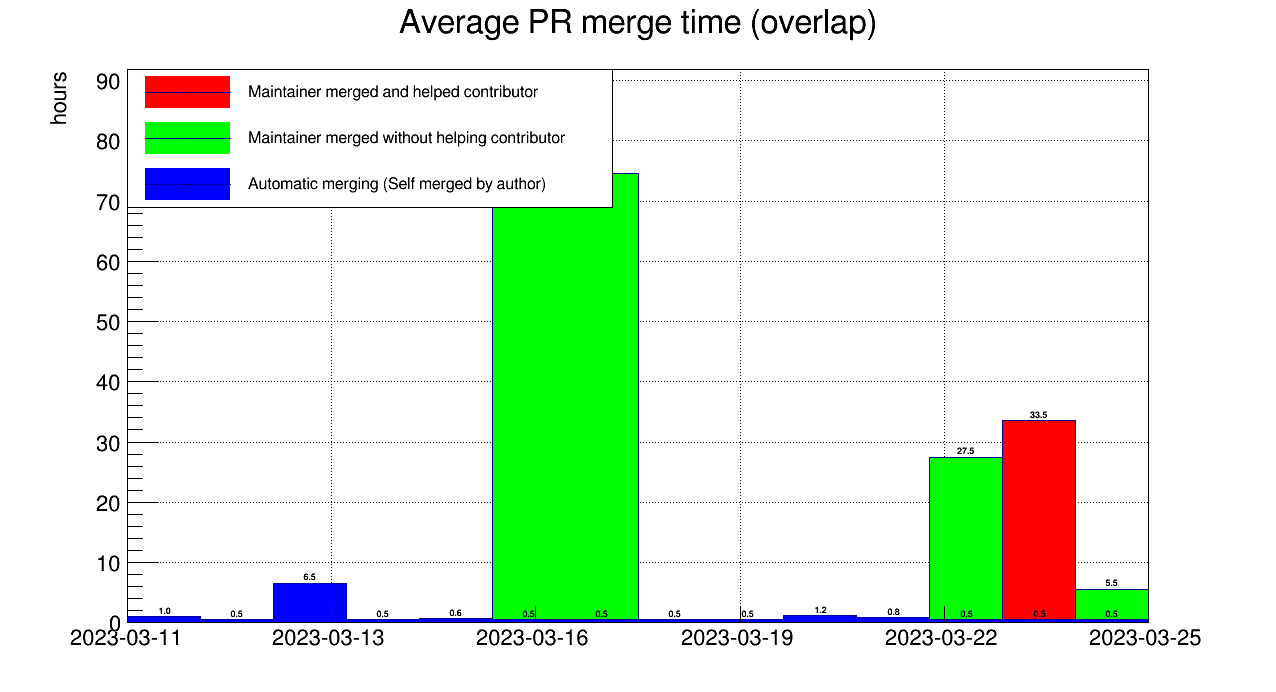 Average PR merge time (overlap)
hours
90
80
70
60
50
40
30
20
10
0
Maintainer merged and helped contributor
Maintainer merged without helping contributor
Automatic merging (Self merged by author)
33.5
27.5
6.5
5.5
1.0 0.5 0.5 0.6 0.5 0.5 0.5 0.5 1.2 0.8 0.5 0.5 0.5
2023-03-11 2023-03-13 2023-03-16 2023-03-19 2023-03-22 2023-03-25